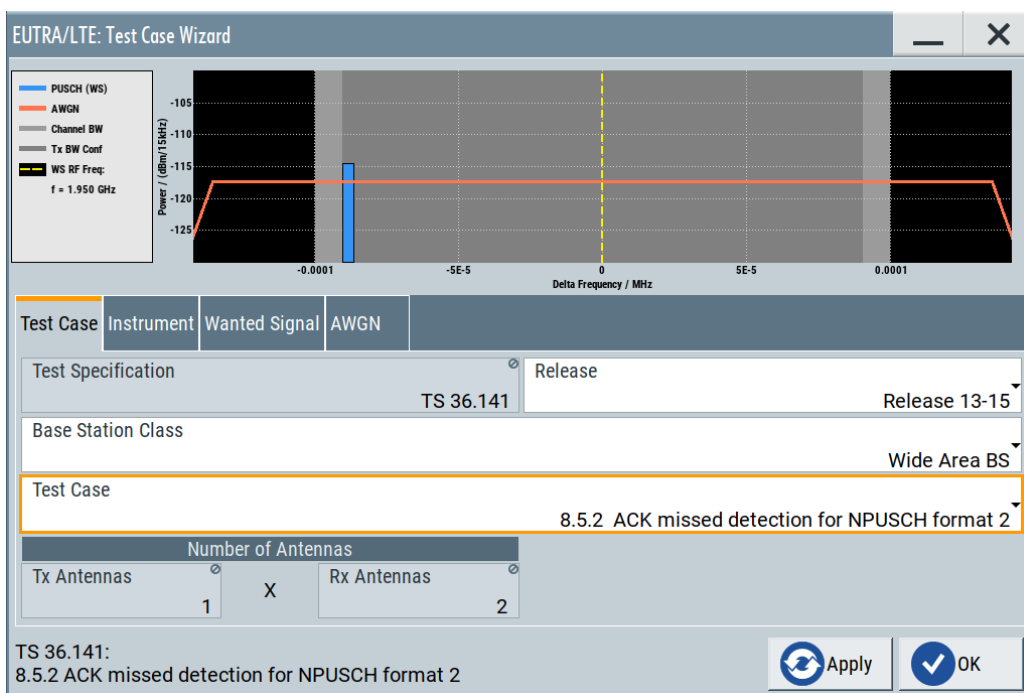 EUTRA/LTE: Test Case Wizard
PUSCH (WS)
AWGN
Channel BW
Tx BW Conf
WS RF Freq:
f = 1.950 GHz
Power / (dBm/15kHz)
-105
-110
-115
-120
-125
-0.0001 -5E-5 0 5E-5 0.0001
Delta Frequency / MHz
Test Case Instrument Wanted Signal AWGN
Test Specification
TS 36.141
Release
Release 13-15
Base Station Class
Wide Area BS
Test Case
8.5.2 ACK missed detection for NPUSCH format 2
Number of Antennas
Tx Antennas
1
X
Rx Antennas
2
TS 36.141:
8.5.2 ACK missed detection for NPUSCH format 2
Apply
OK